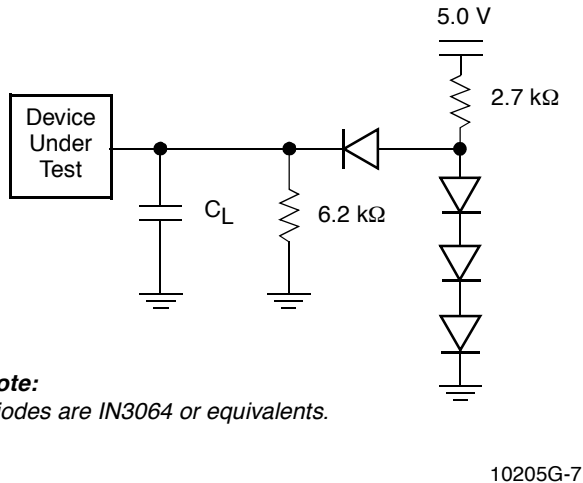 5.0 V
2.7 kΩ
Device
Under
Test
CL
6.2 kΩ
ote:
iodes are IN3064 or equivalents.
10205G-7